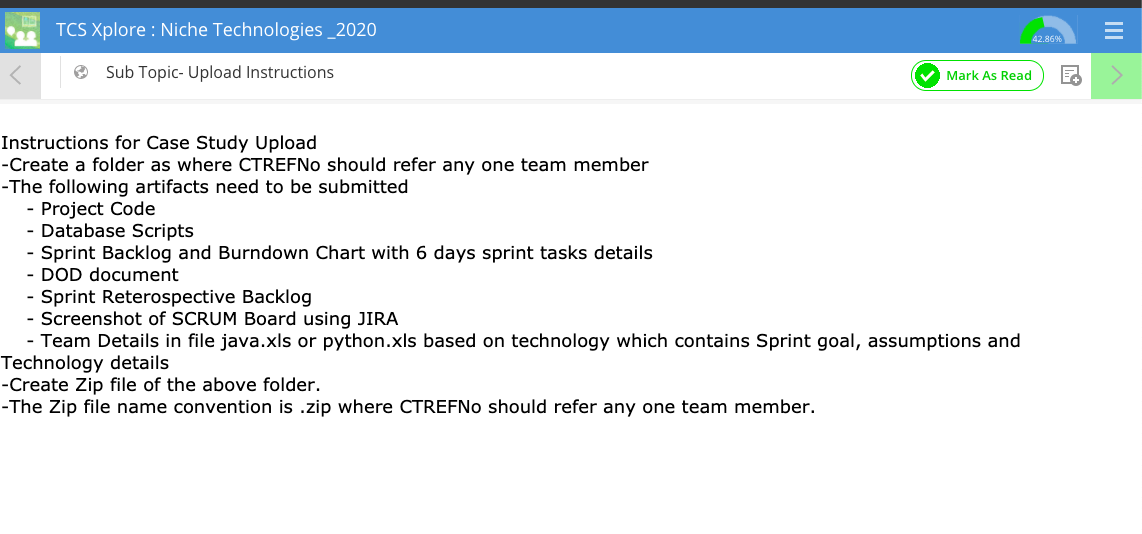 TCS Xplore : Niche Technologies _2020
42.86%
Sub Topic- Upload Instructions
Mark As Read
Instructions for Case Study Upload
-Create a folder as where CTREFNo should refer any one team member
-The following artifacts need to be submitted
- Project Code
- Database Scripts
- Sprint Backlog and Burndown Chart with 6 days sprint tasks details
- DOD document
- Sprint Reterospective Backlog
- Screenshot of SCRUM Board using JIRA
- Team Details in file java.xls or python.xls based on technology which contains Sprint goal, assumptions and
Technology details
-Create Zip file of the above folder.
-The Zip file name convention is .zip where CTREFNo should refer any one team member.